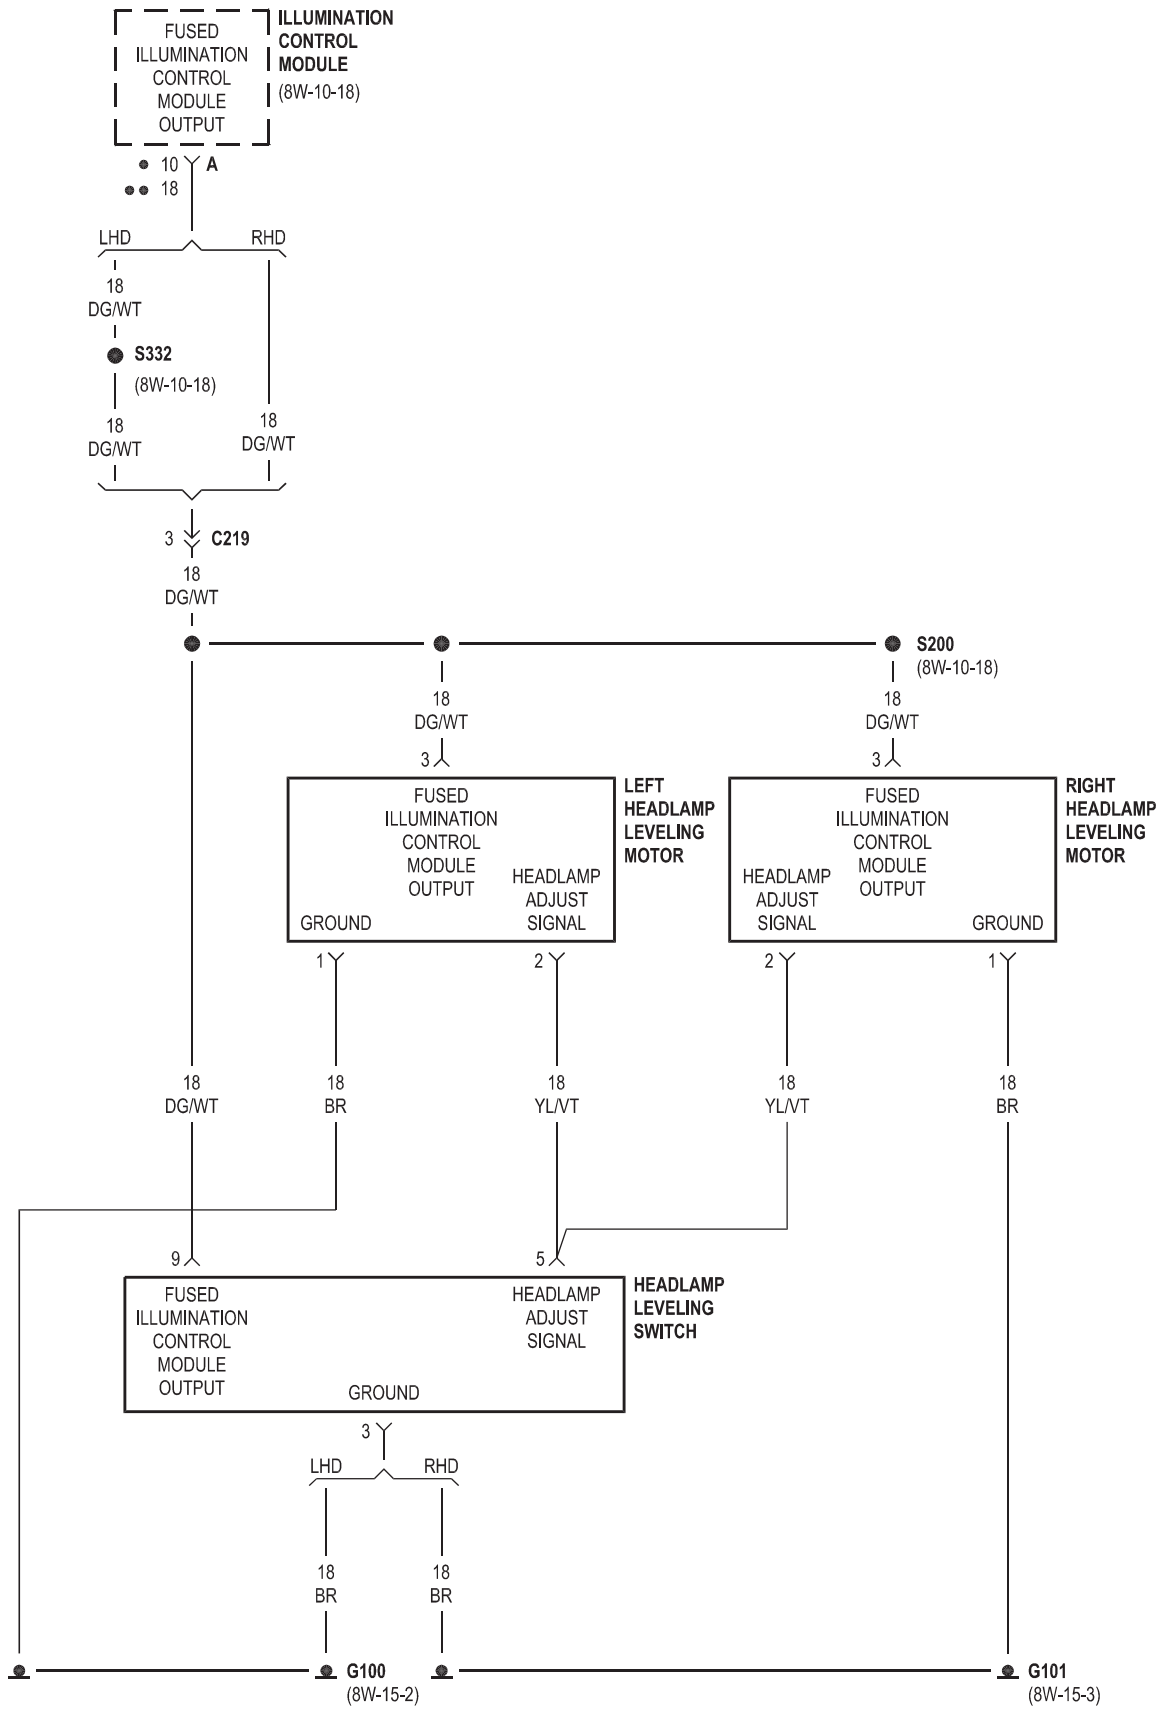 FUSED
ILLUMINATION
CONTROL
MODULE
OUTPUT
ILLUMINATION
CONTROL
MODULE
(8W-10-18)
10 A
18
LHD RHD
18
DG/WT
S332
(8W-10-18)
18
DG/WT
18
DG/WT
3 C219
18
DG/WT
S200
(8W-10-18)
18
DG/WT
3
18
DG/WT
3
FUSED
ILLUMINATION
CONTROL
MODULE
OUTPUT
HEADLAMP
ADJUST
SIGNAL
GROUND
LEFT
HEADLAMP
LEVELING
MOTOR
FUSED
ILLUMINATION
CONTROL
MODULE
OUTPUT
HEADLAMP
ADJUST
SIGNAL
GROUND
RIGHT
HEADLAMP
LEVELING
MOTOR
1 2 2 1
18 18 18 18 18
DG/WT BR YL/VT YL/VT BR
9 5
FUSED
ILLUMINATION
CONTROL
MODULE
OUTPUT
HEADLAMP
ADJUST
SIGNAL
GROUND
HEADLAMP
LEVELING
SWITCH
3
LHD RHD
18 18
BR BR
G100
(8W-15-2)
G101
(8W-15-3)